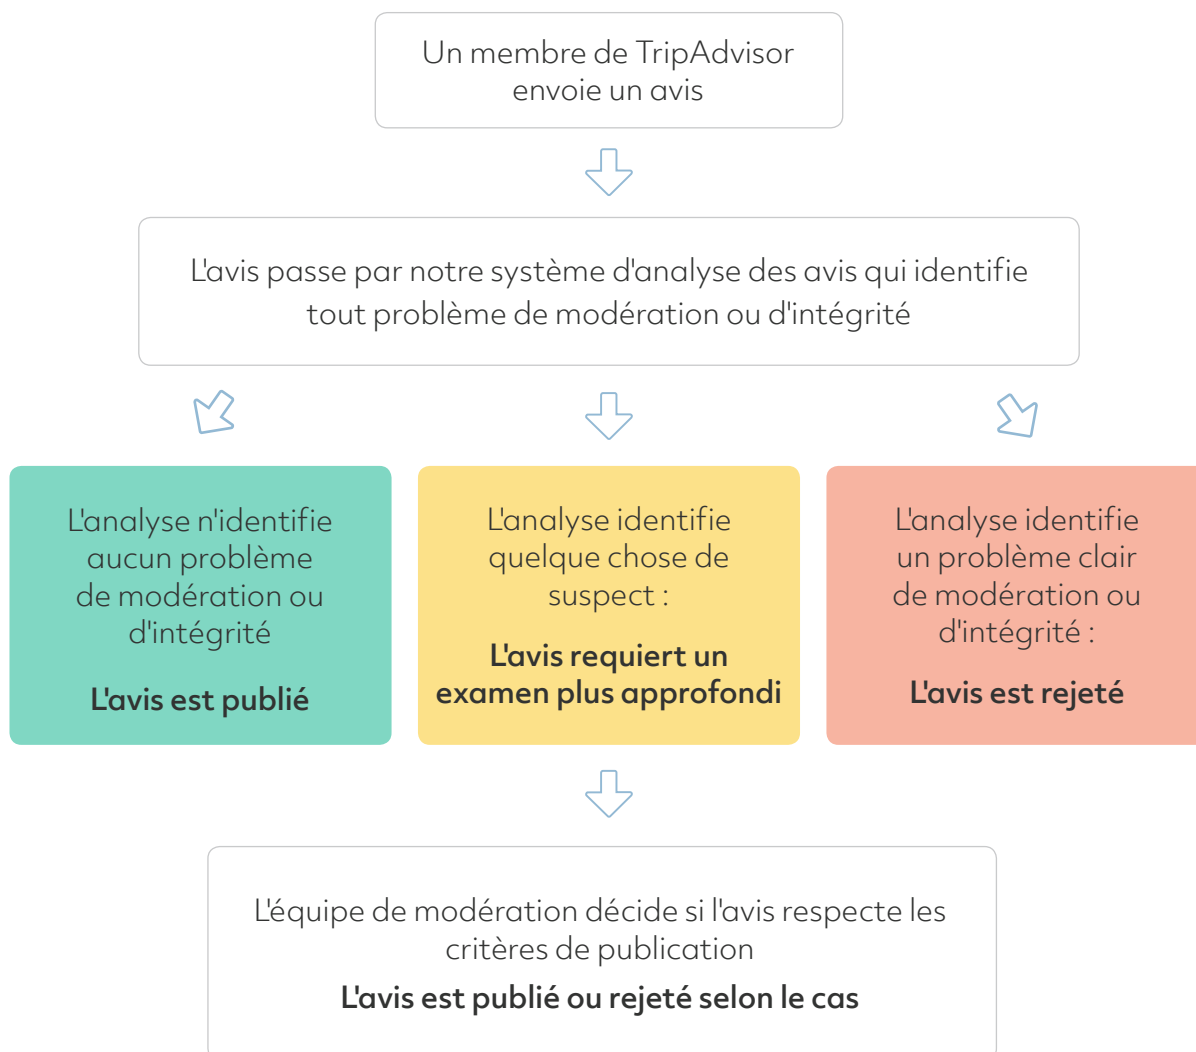 Un membre de TripAdvisor
envoie un avis
L'avis passe par notre système d'analyse des avis qui identifie
tout problème de modération ou d'intégrité
L'analyse n'identifie
aucun problème
de modération ou
d'intégrité
L'avis est publié
L'analyse identifie
quelque chose de
suspect :
L'avis requiert un
examen plus approfondi
L'analyse identifie
un problème clair
de modération ou
d'intégrité :
L'avis est rejeté
L'équipe de modération décide si l'avis respecte les
critères de publication
L'avis est publié ou rejeté selon le cas